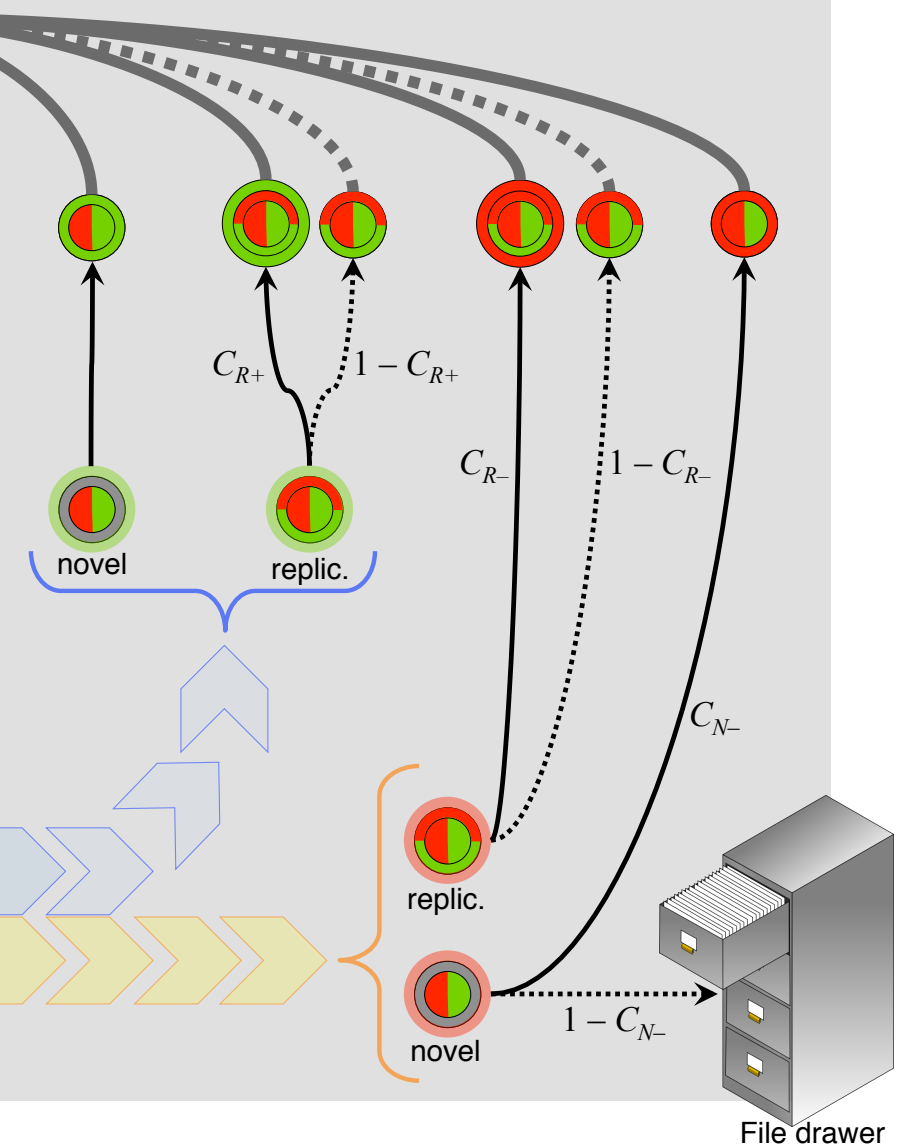 C_{R+}
1 – C_{R+}
C_{R–}
1 – C_{R–}
novel
replic.
C_{N–}
replic.
novel
1 – C_{N–}
File drawer